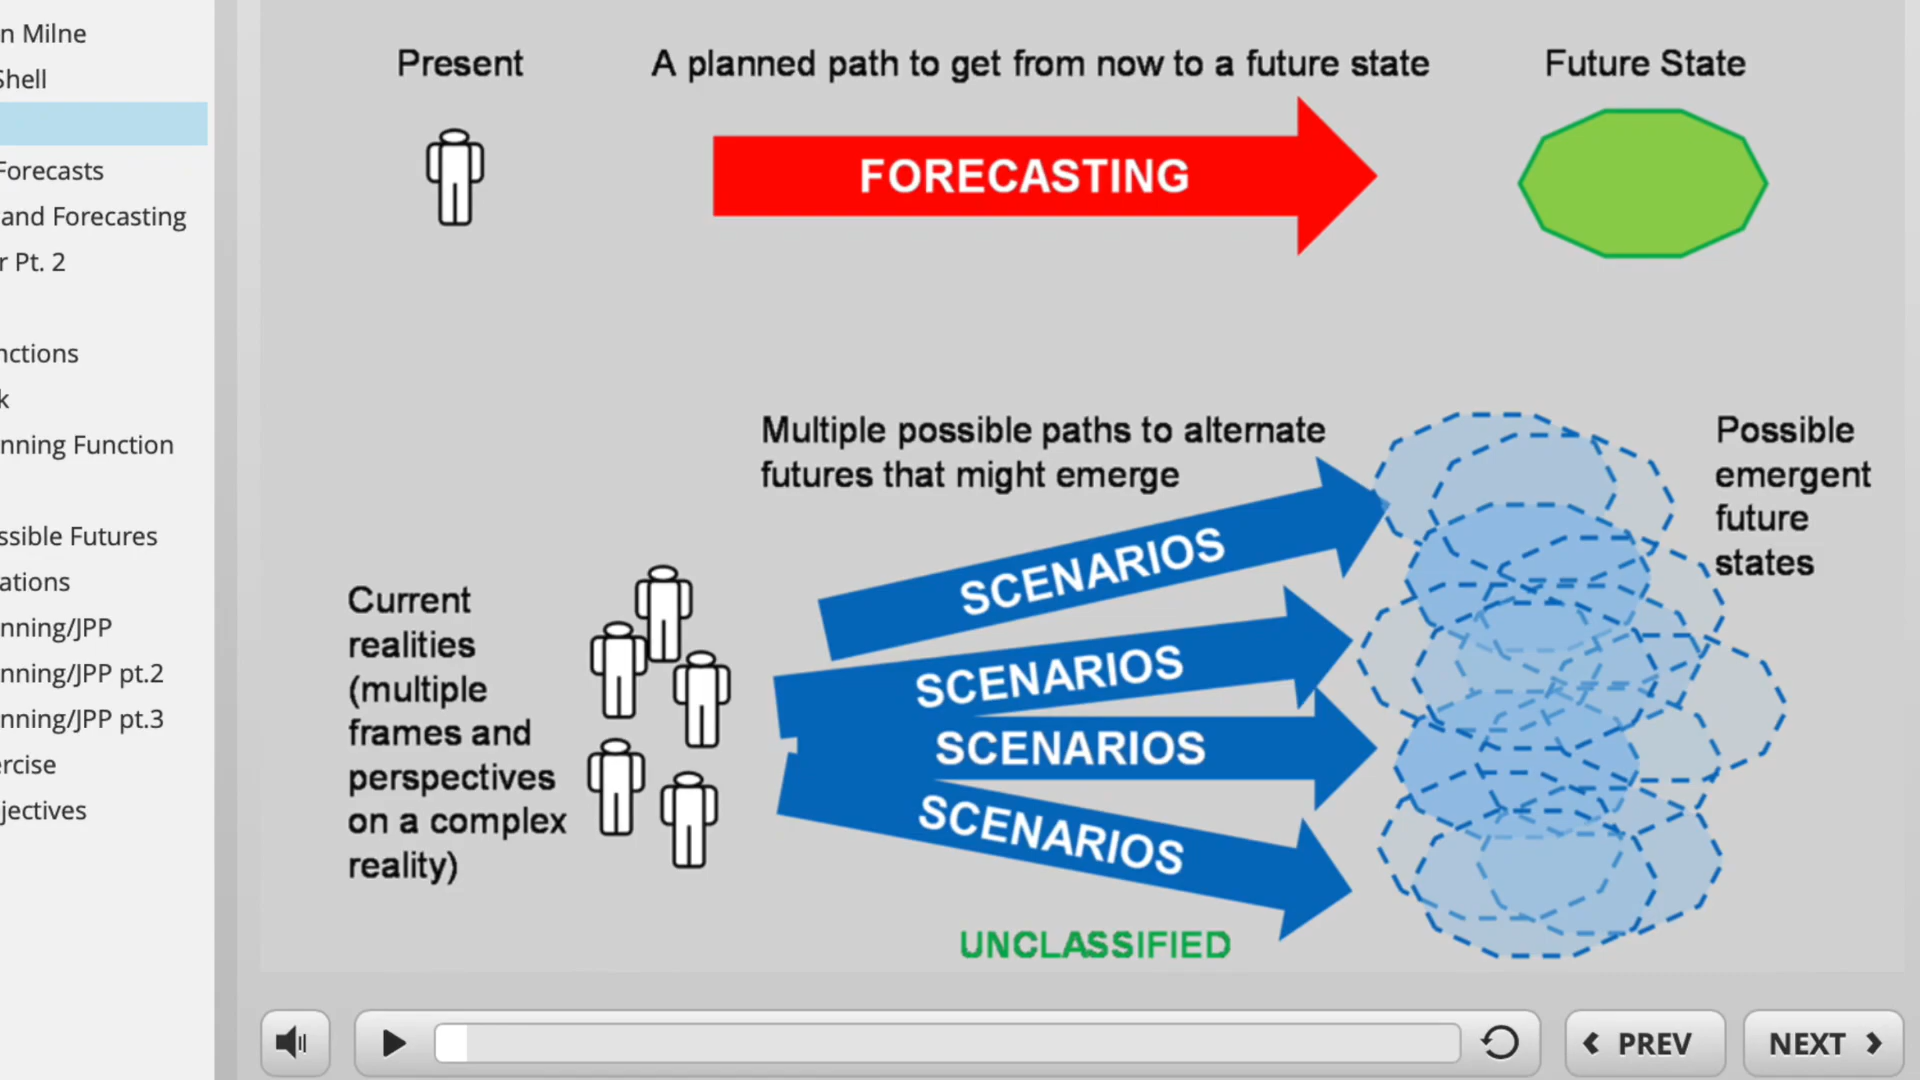 n Milne
Shell
Forecasts
and Forecasting
r Pt. 2
nctions
k
nning Function
ssible Futures
ations
nning/JPP
nning/JPP pt.2
nning/JPP pt.3
ercise
jectives
Present
A planned path to get from now to a future state
Future State
FORECASTING
Multiple possible paths to alternate
futures that might emerge
Possible
emergent
future
states
Current
realities
(multiple
frames and
perspectives
on a complex
reality)
SCENARIOS
SCENARIOS
SCENARIOS
SCENARIOS
UNCLASSIFIED
PREV
NEXT